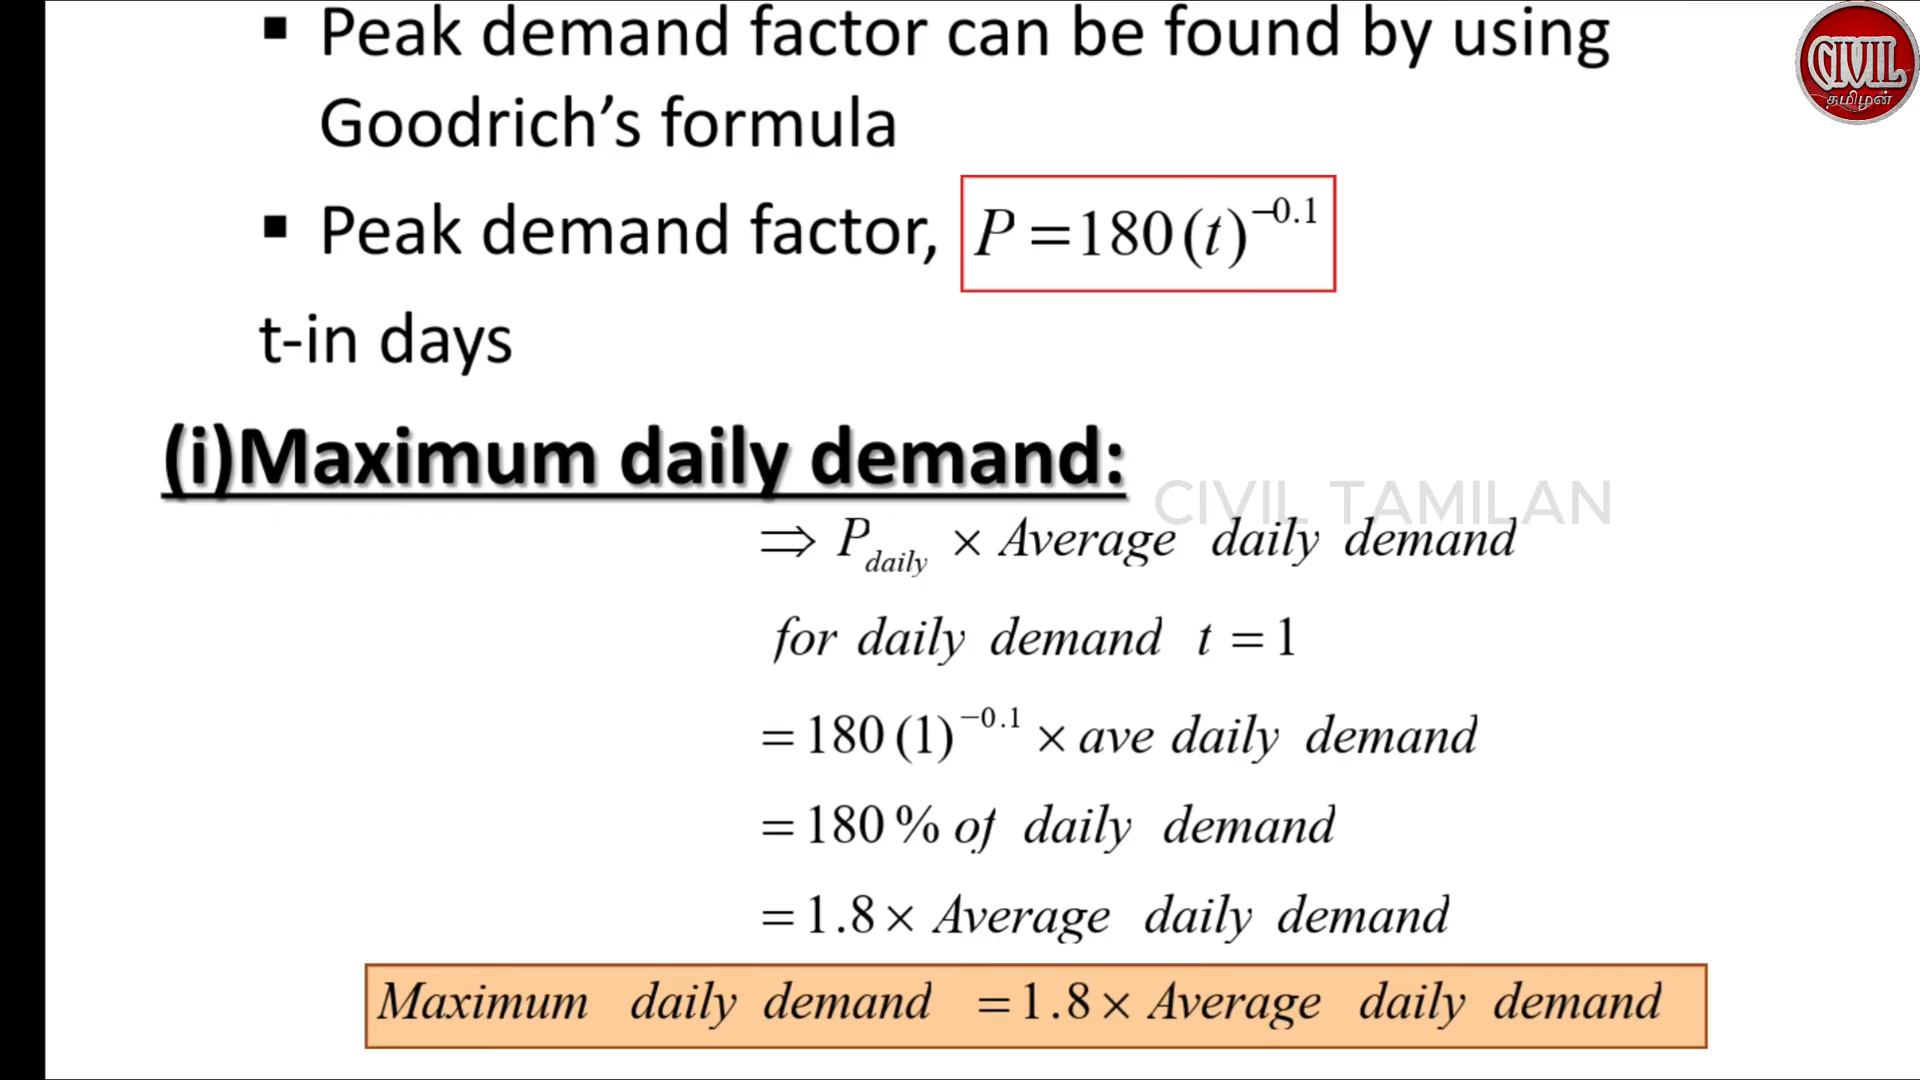 ▪ Peak demand factor can be found by using
Goodrich’s formula
▪ Peak demand factor, P = 180 (t)^−0.1
t-in days
(i)Maximum daily demand:
CIVIL TAMILAN
⇒ P_daily × Average daily demand
for daily demand t = 1
= 180 (1)^−0.1 × ave daily demand
= 180 % of daily demand
= 1.8 × Average daily demand
Maximum daily demand = 1.8 × Average daily demand
CIVIL
தமிழன்